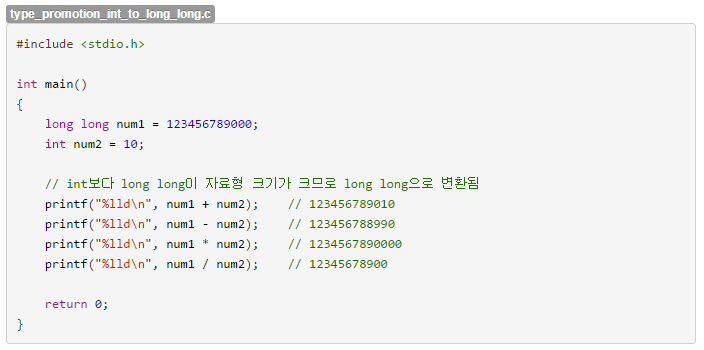 type_promotion_int_to_long_long.c
#include <stdio.h>
int main()
{
long long num1 = 123456789000;
int num2 = 10;
// int보다 long long이 자료형 크기가 크므로 long long으로 변환됨
printf("%lld\n", num1 + num2);    // 123456789010
printf("%lld\n", num1 - num2);    // 123456788990
printf("%lld\n", num1 * num2);    // 1234567890000
printf("%lld\n", num1 / num2);    // 12345678900
return 0;
}